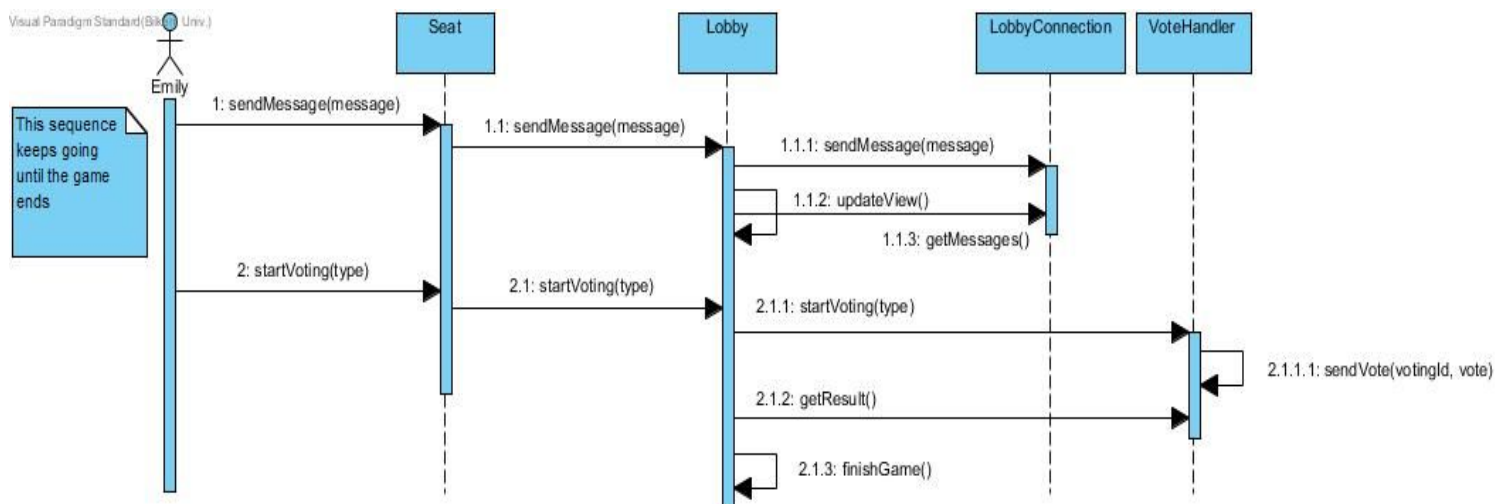 Visual Paradigm Standard(Bilkent Univ.)
Seat
Lobby
LobbyConnection
VoteHandler
Emily
This sequence
keeps going
until the game
ends
1: sendMessage(message)
1.1: sendMessage(message)
1.1.1: sendMessage(message)
1.1.2: updateView()
1.1.3: getMessages()
2: startVoting(type)
2.1: startVoting(type)
2.1.1: startVoting(type)
2.1.1.1: sendVote(votingId, vote)
2.1.2: getResult()
2.1.3: finishGame()